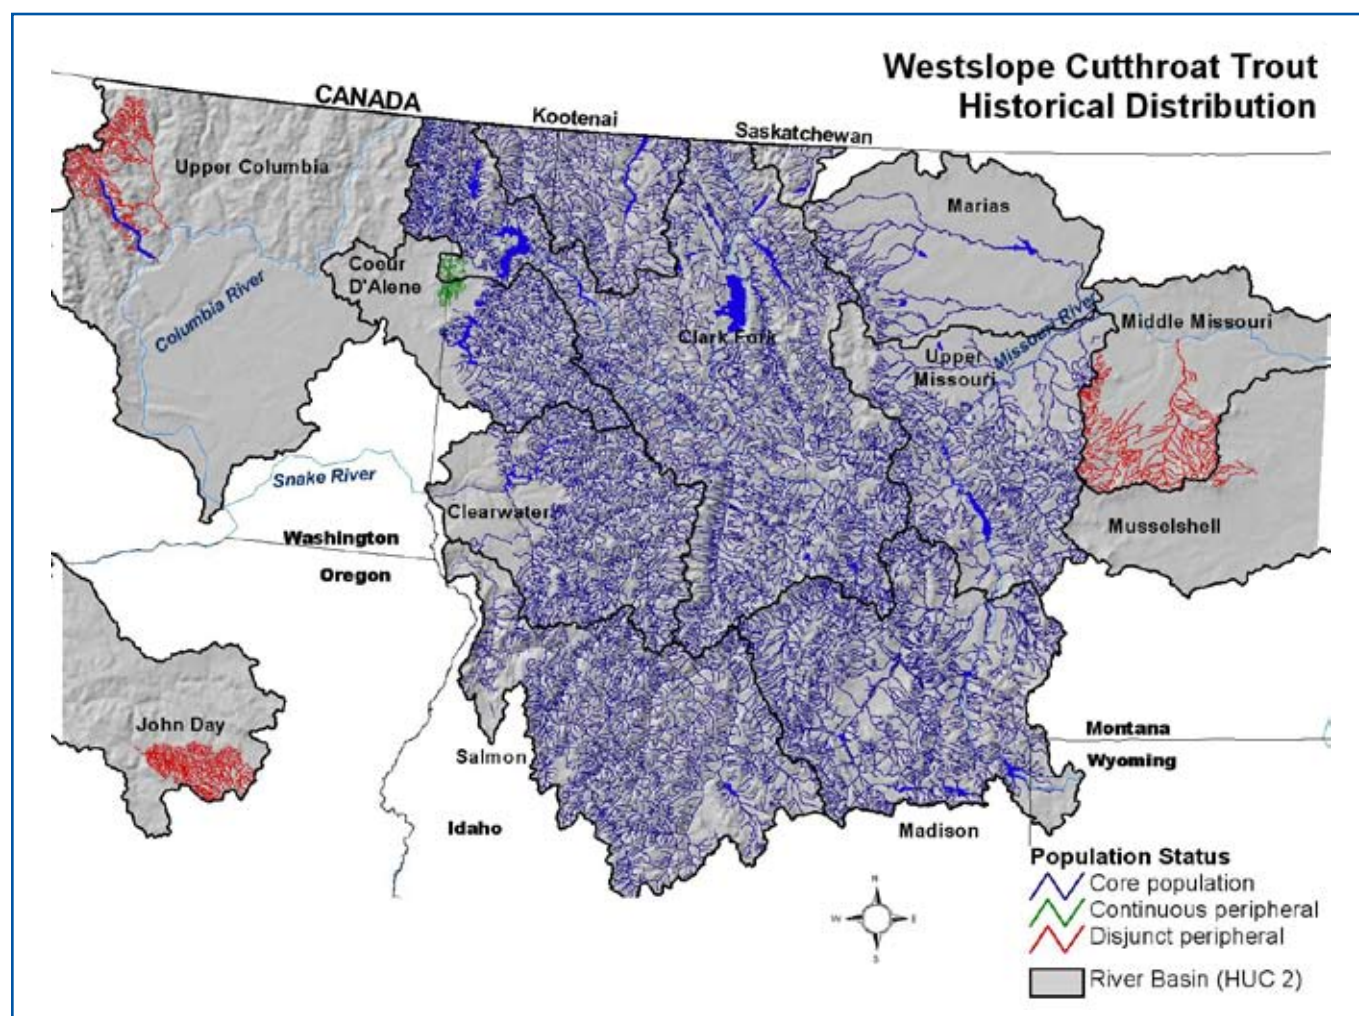 Westslope Cutthroat Trout
Historical Distribution
CANADA
Kootenai
Saskatchewan
Upper Columbia
Marias
Coeur
D'Alene
Columbia River
Missouri River
Middle Missouri
Clark Fork
Upper
Missouri
Snake River
Clearwater
Musselshell
Washington
Oregon
John Day
Montana
Salmon
Wyoming
Idaho
Madison
Population Status
Core population
Continuous peripheral
Disjunct peripheral
River Basin (HUC 2)
N
W
E
S